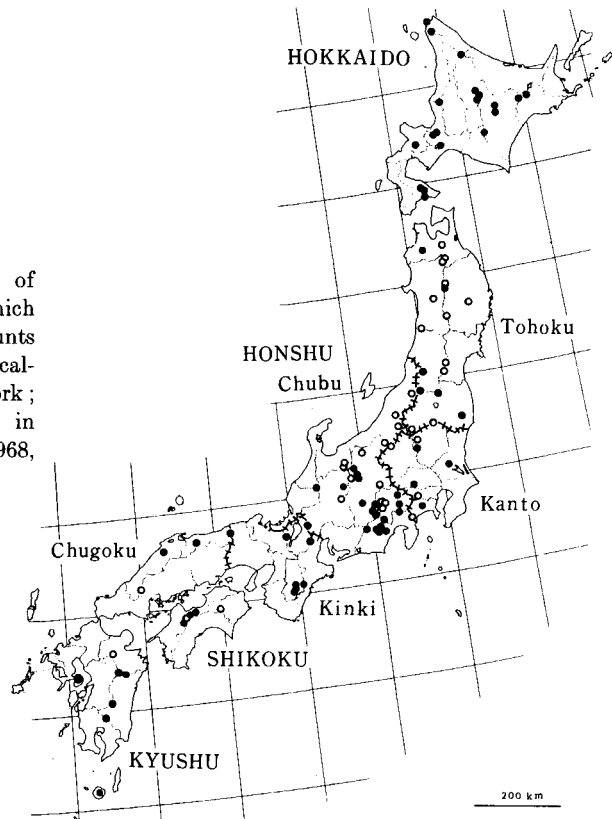 HOKKAIDO
of
hich
unts
cal-
ork ;
in
968,
Tohoku
HONSHU
Chubu
Kanto
Chugoku
Kinki
SHIKOKU
KYUSHU
200 km